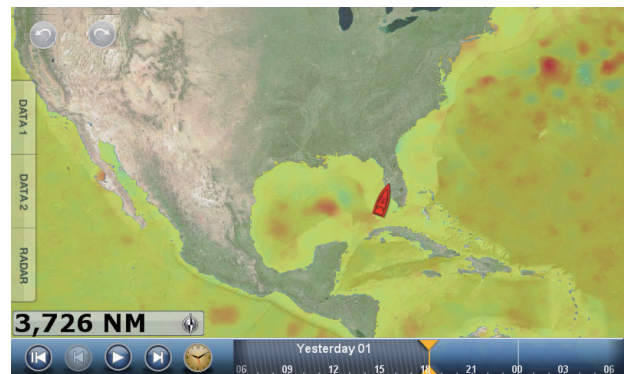 DATA 1
DATA 2
RADAR
3,726 NM
Yesterday 01
06 09 12 15 18 21 00 03 06